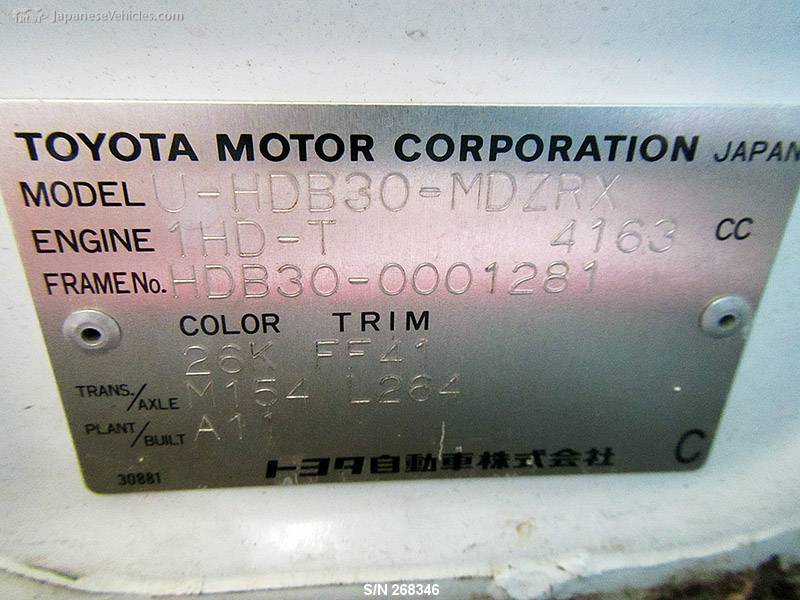 JapaneseVehicles.com
TOYOTA MOTOR CORPORATION JAPAN
MODEL U-HDB30-MDZRX
ENGINE 1HD-T 4163 CC
FRAME No. HDB30-0001281
COLOR TRIM
26K FF41
TRANS./AXLE M154 L284
PLANT/BUILT A11
30881 トヨタ自動車株式会社 C
S/N 268346